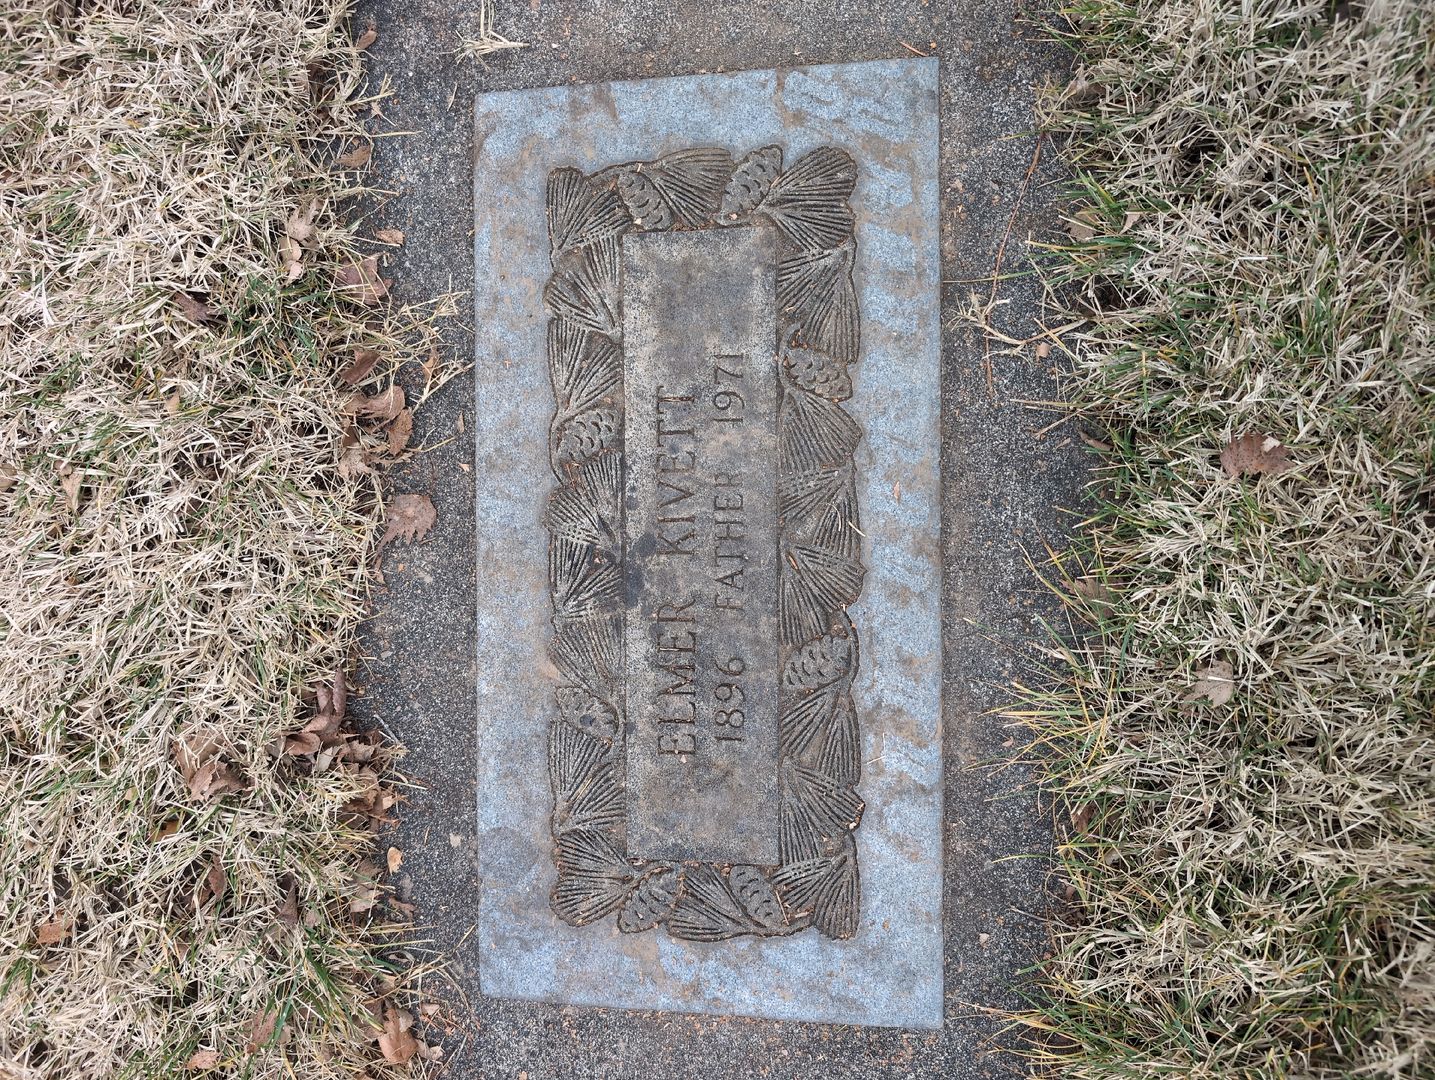 ELMER KIVETT
1896 FATHER 1971